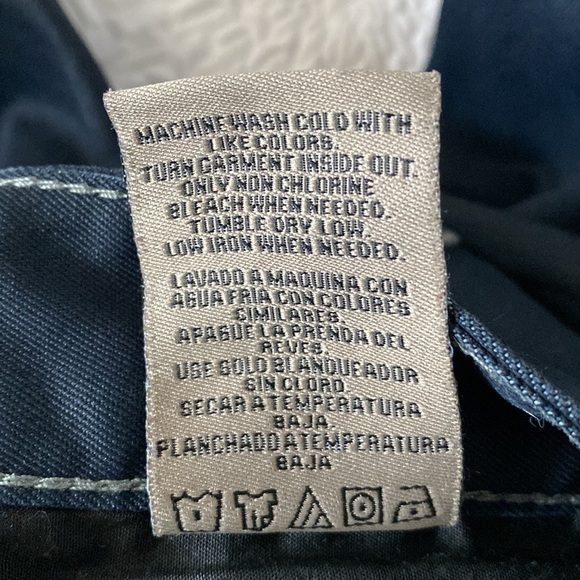 MACHINE WASH COLD WITH
LIKE COLORS.
TURN GARMENT INSIDE OUT.
ONLY NON CHLORINE
BLEACH WHEN NEEDED.
TUMBLE DRY LOW.
LOW IRON WHEN NEEDED.
LAVADO A MAQUINA CON
AGUA FRIA CON COLORES
SIMILARES.
APAGUE LA PRENDA DEL
REVES.
USE SOLO BLANQUEADOR
SIN CLORO
SECAR A TEMPERATURA
BAJA
PLANCHADO A TEMPERATURA
BAJA